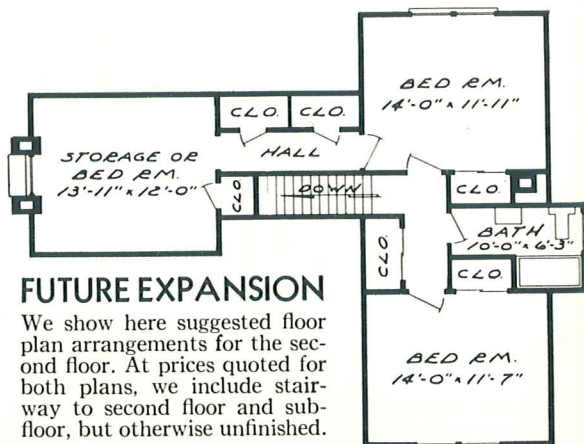 BED RM.
14'-0" x 11'-11"
CLO. CLO.
HALL
STORAGE OR
BED RM.
13'-11" x 12'-0"
CLO
DOWN
CLO.
BATH
10'-0" x 6'-3"
CLO.
CLO.
BED RM.
14'-0" x 11'-7"
FUTURE EXPANSION
We show here suggested floor
plan arrangements for the sec-
ond floor. At prices quoted for
both plans, we include stair-
way to second floor and sub-
floor, but otherwise unfinished.